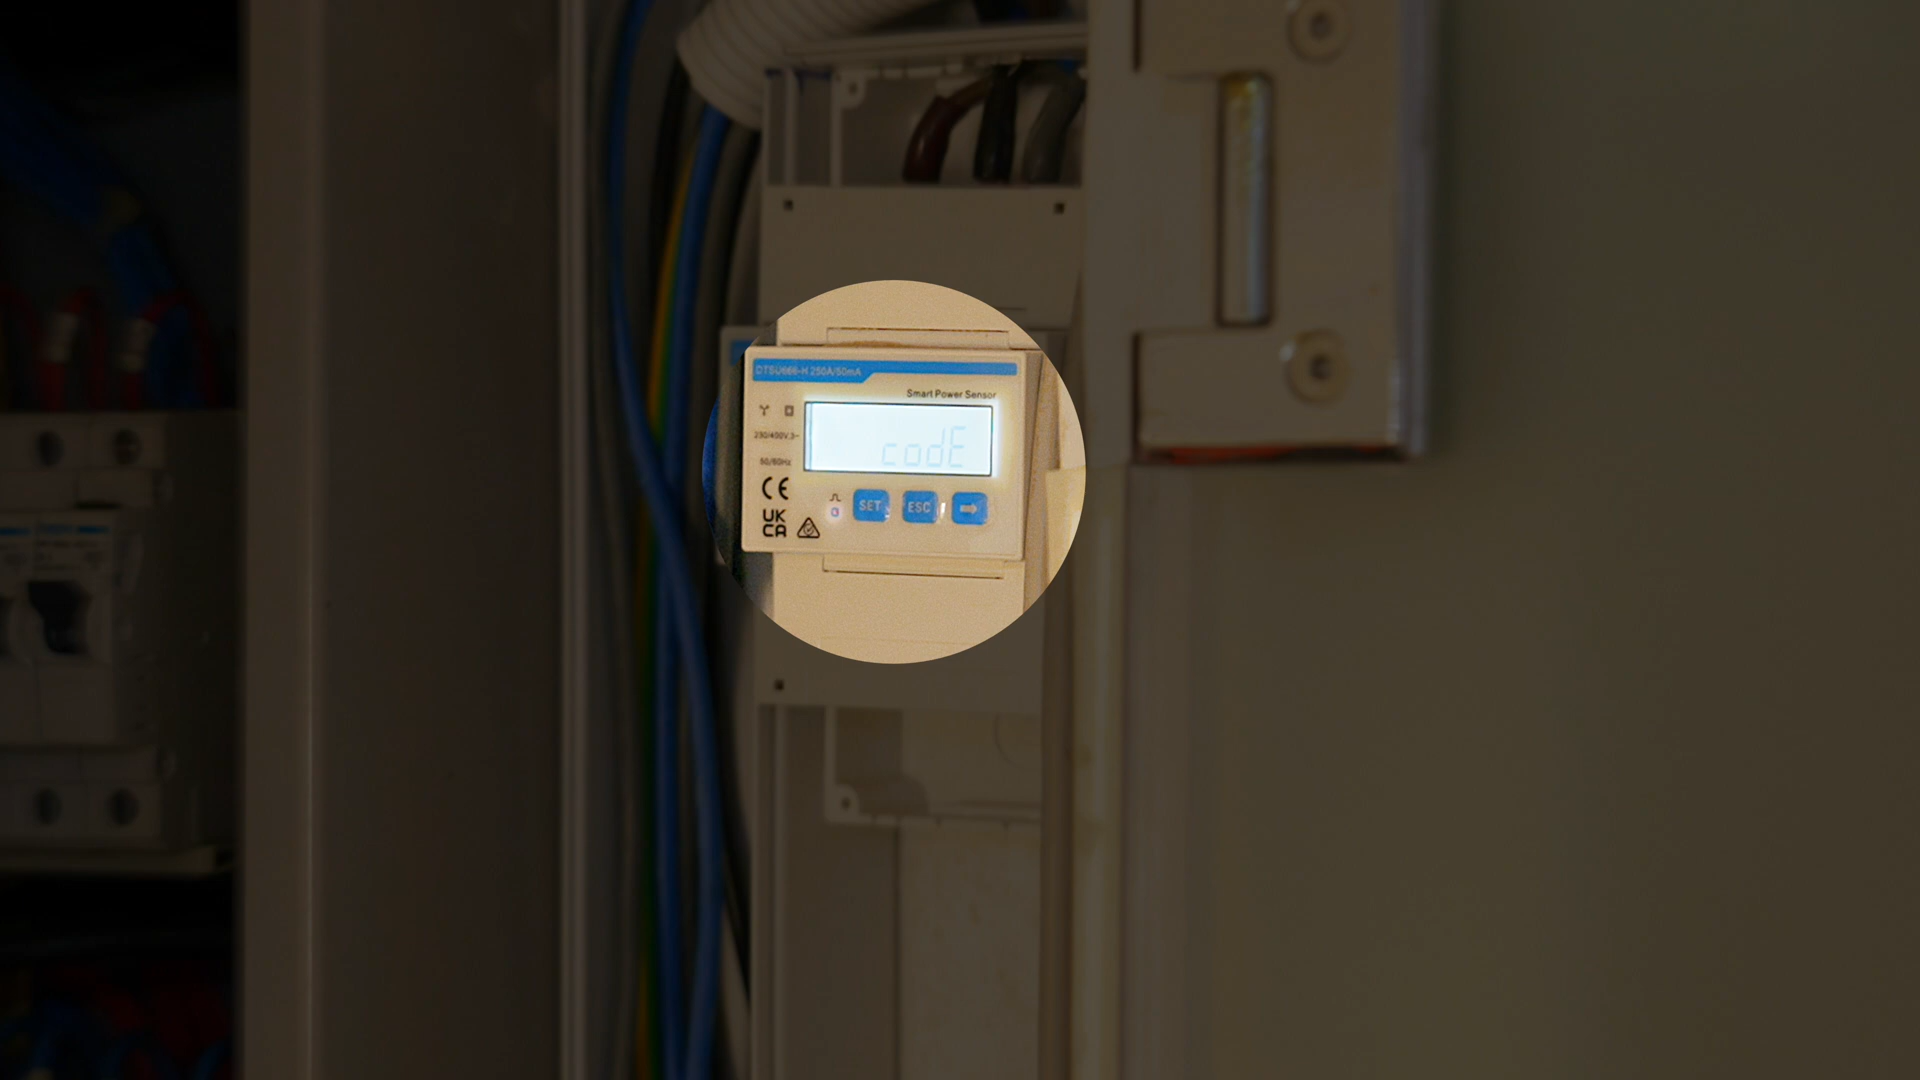 DTSU666-H 250A/50mA
Smart Power Sensor
230/400V 3~
codE
50/60Hz
CE
SET ESC
UK
CA